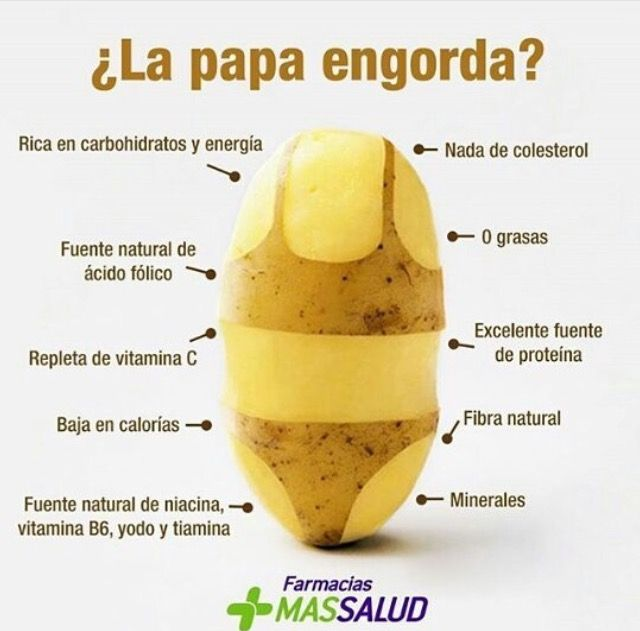 ¿La papa engorda?
Rica en carbohidratos y energía
Nada de colesterol
Fuente natural de
ácido fólico
0 grasas
Repleta de vitamina C
Excelente fuente
de proteína
Baja en calorías
Fibra natural
Fuente natural de niacina,
vitamina B6, yodo y tiamina
Minerales
Farmacias
MASSALUD